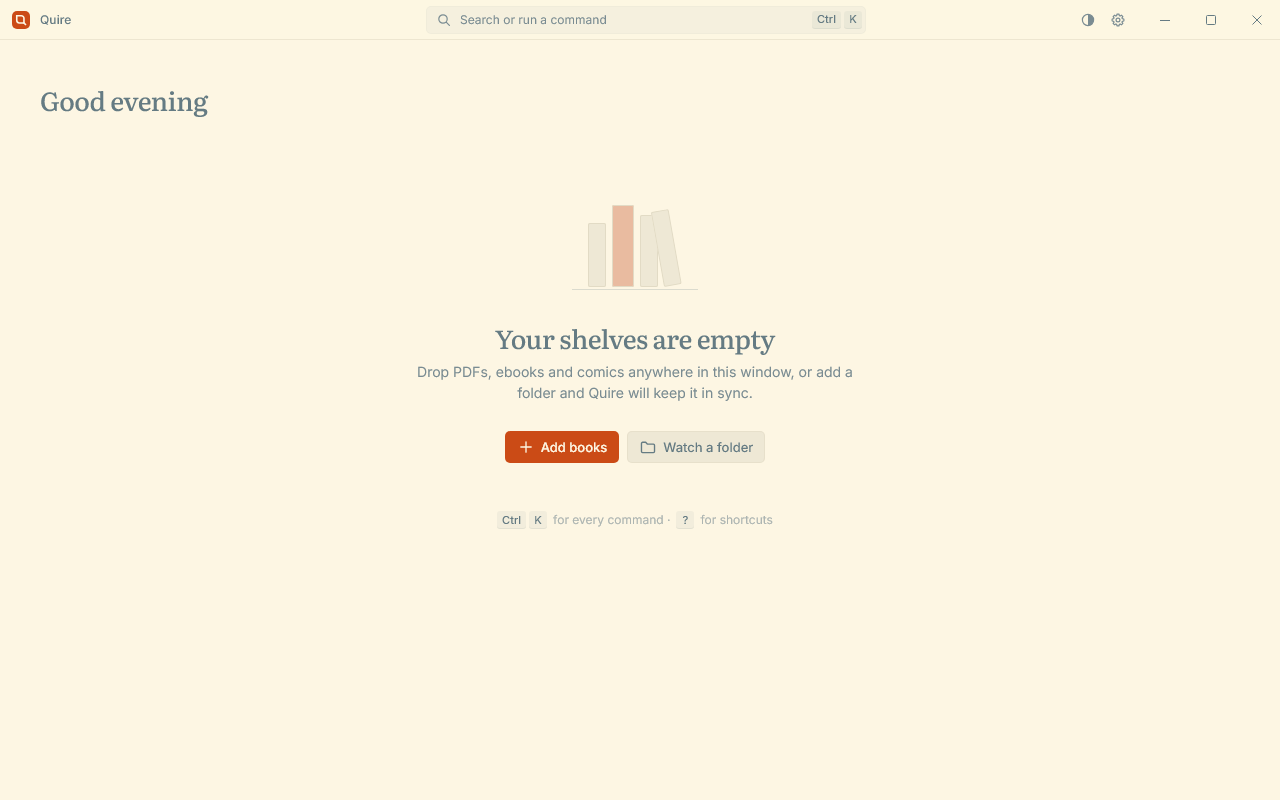 Quire
Search or run a command
Ctrl K
Good evening
Your shelves are empty
Drop PDFs, ebooks and comics anywhere in this window, or add a
folder and Quire will keep it in sync.
Add books
Watch a folder
Ctrl K for every command · ? for shortcuts